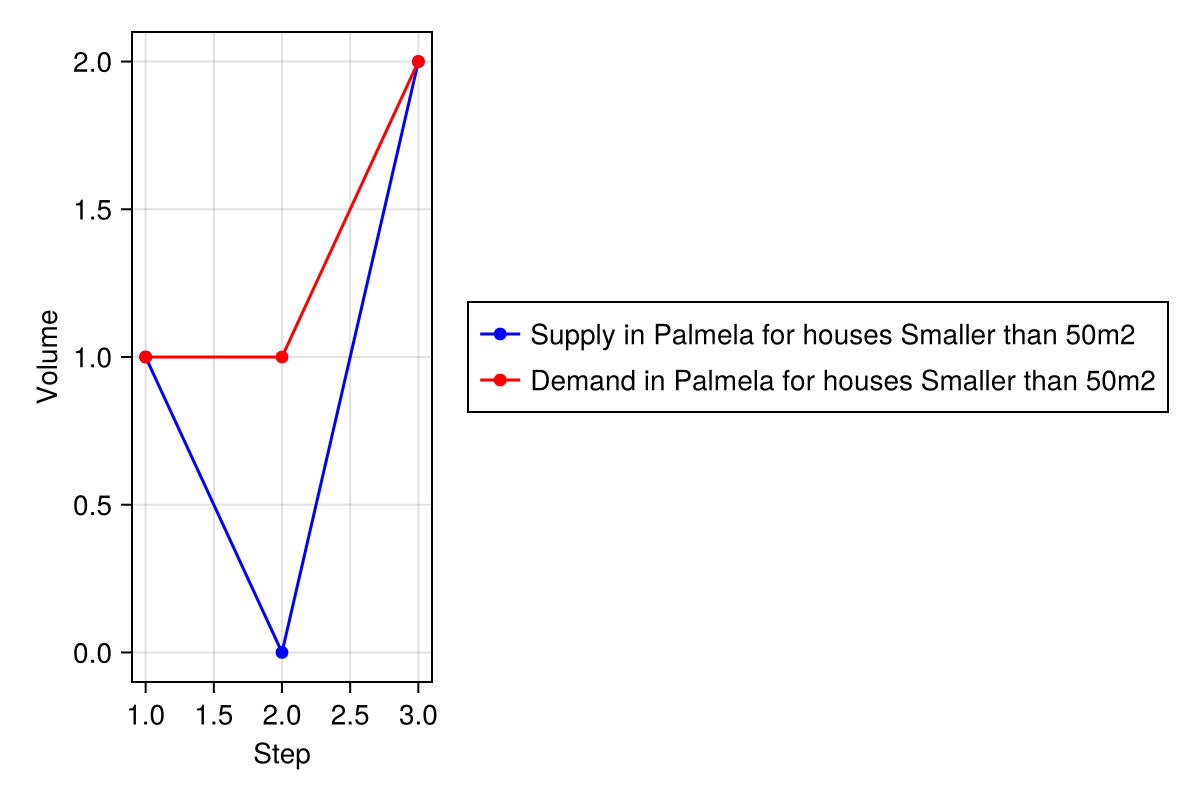 2.0
1.5
1.0
0.5
0.0
Volume
1.0 1.5 2.0 2.5 3.0
Step
Supply in Palmela for houses Smaller than 50m2
Demand in Palmela for houses Smaller than 50m2